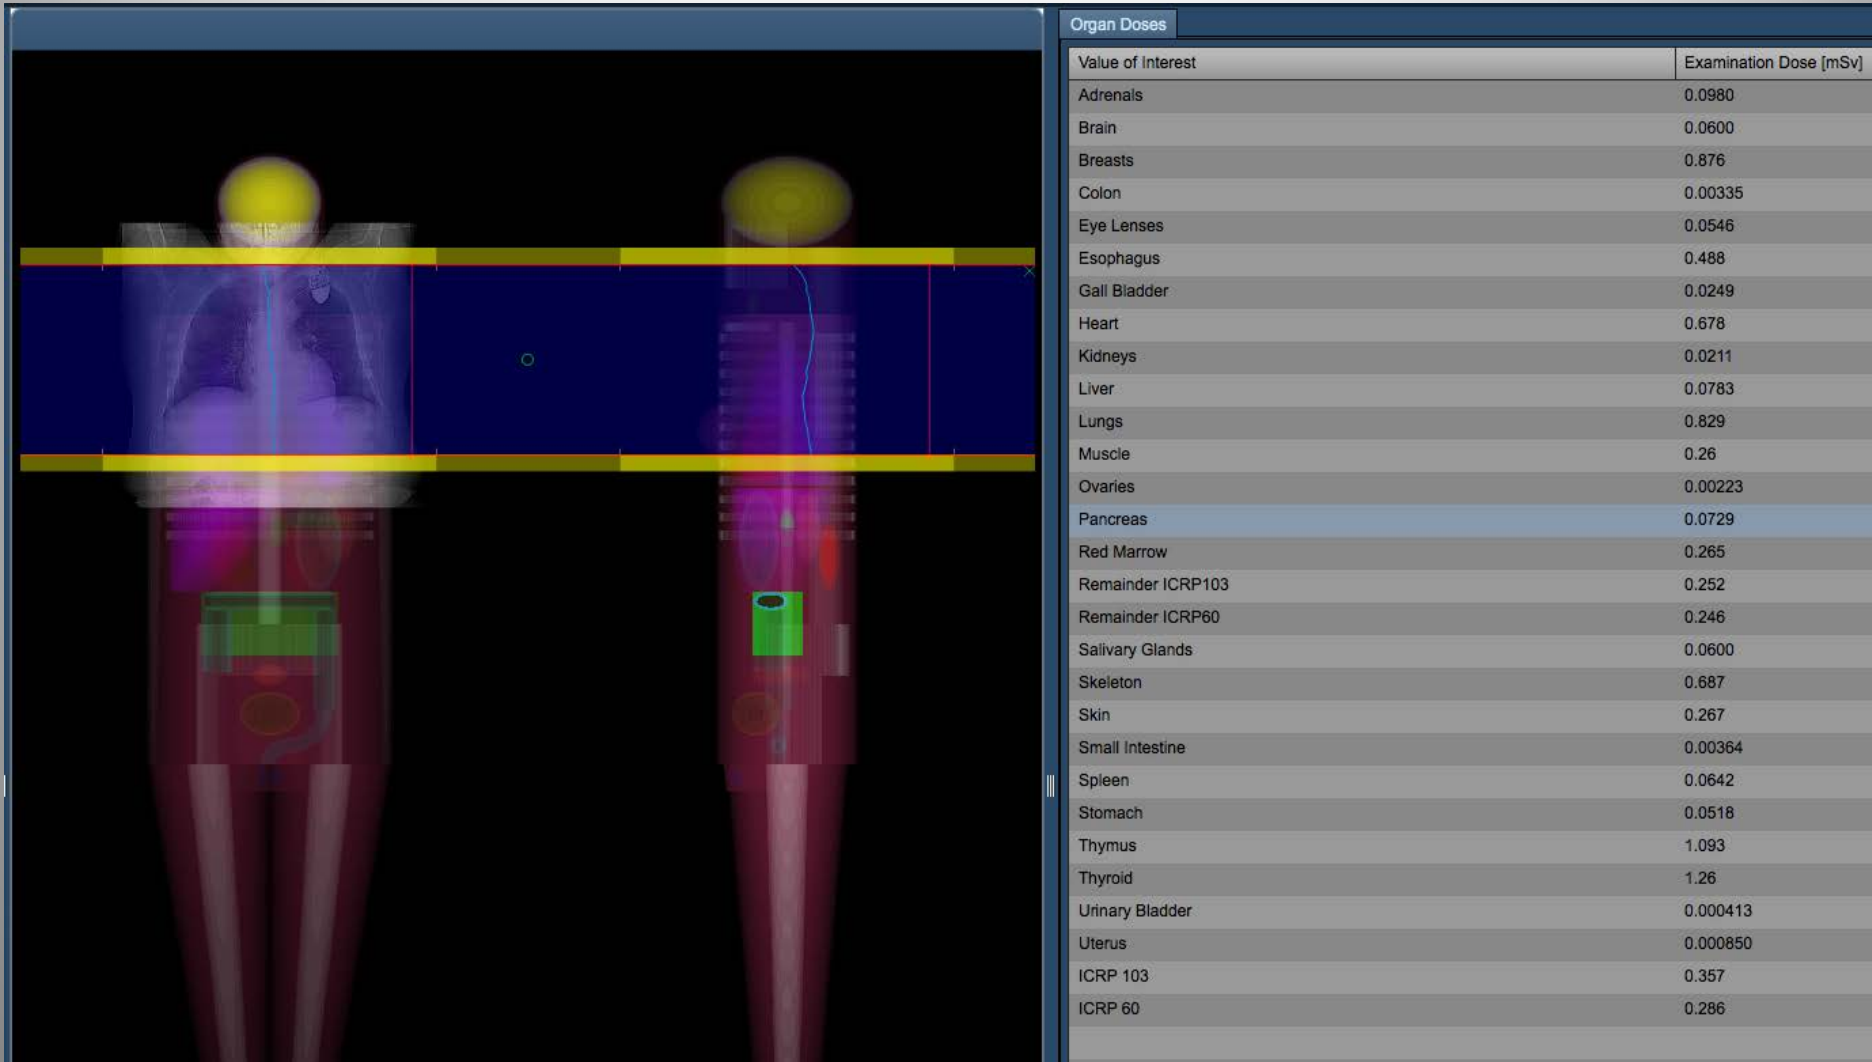 Organ Doses
Value of Interest Examination Dose [mSv]
Adrenals 0.0980
Brain 0.0600
Breasts 0.876
Colon 0.00335
Eye Lenses 0.0546
Esophagus 0.488
Gall Bladder 0.0249
Heart 0.678
Kidneys 0.0211
Liver 0.0783
Lungs 0.829
Muscle 0.26
Ovaries 0.00223
Pancreas 0.0729
Red Marrow 0.265
Remainder ICRP103 0.252
Remainder ICRP60 0.246
Salivary Glands 0.0600
Skeleton 0.687
Skin 0.267
Small Intestine 0.00364
Spleen 0.0642
Stomach 0.0518
Thymus 1.093
Thyroid 1.26
Urinary Bladder 0.000413
Uterus 0.000850
ICRP 103 0.357
ICRP 60 0.286